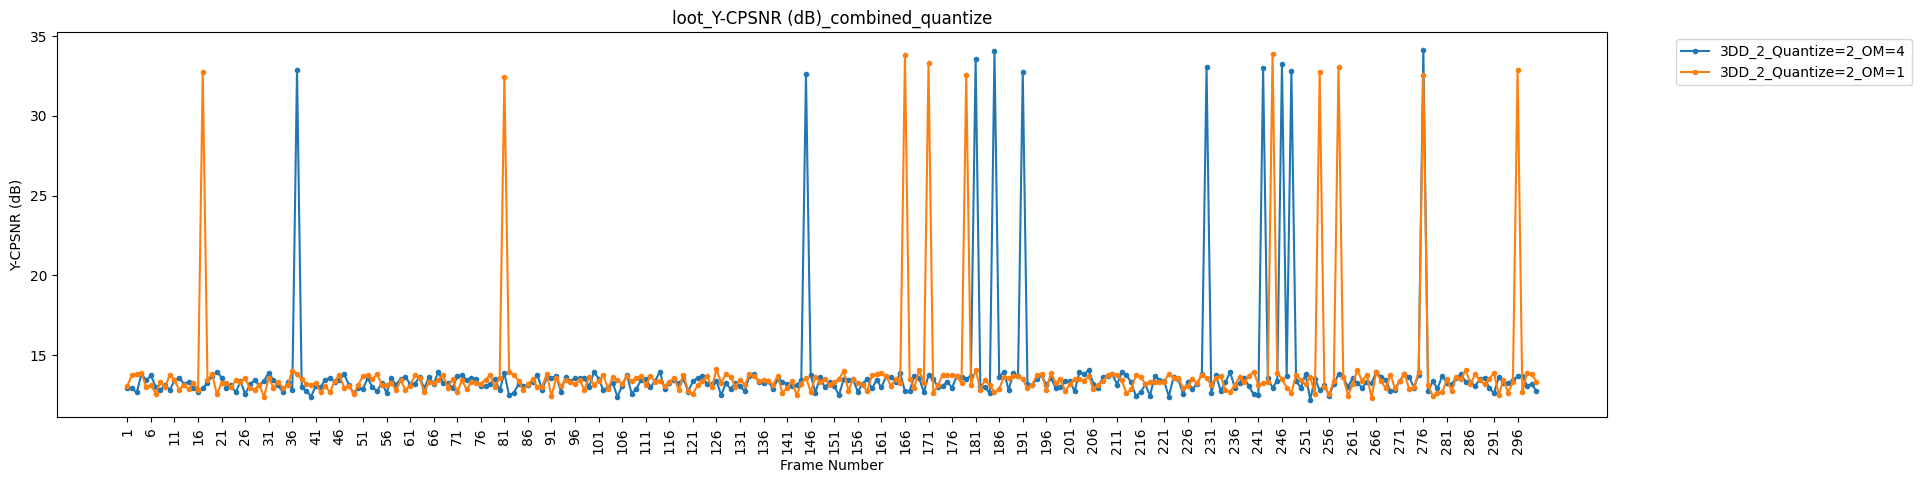 loot_Y-CPSNR (dB)_combined_quantize
35
30
25
20
15
Y-CPSNR (dB)
1 6 11 16 21 26 31 36 41 46 51 56 61 66 71 76 81 86 91 96 101 106 111 116 121 126 131 136 141 146 151 156 161 166 171 176 181 186 191 196 201 206 211 216 221 226 231 236 241 246 251 256 261 266 271 276 281 286 291 296
Frame Number
3DD_2_Quantize=2_OM=4
3DD_2_Quantize=2_OM=1